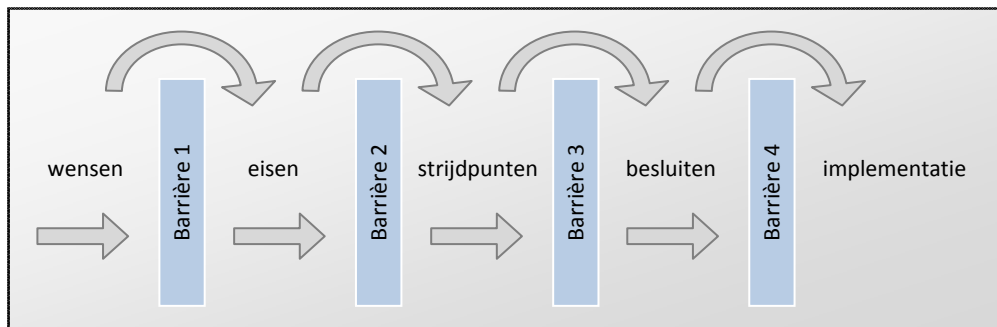 wensen
Barrière 1
eisen
Barrière 2
strijdpunten
Barrière 3
besluiten
Barrière 4
implementatie